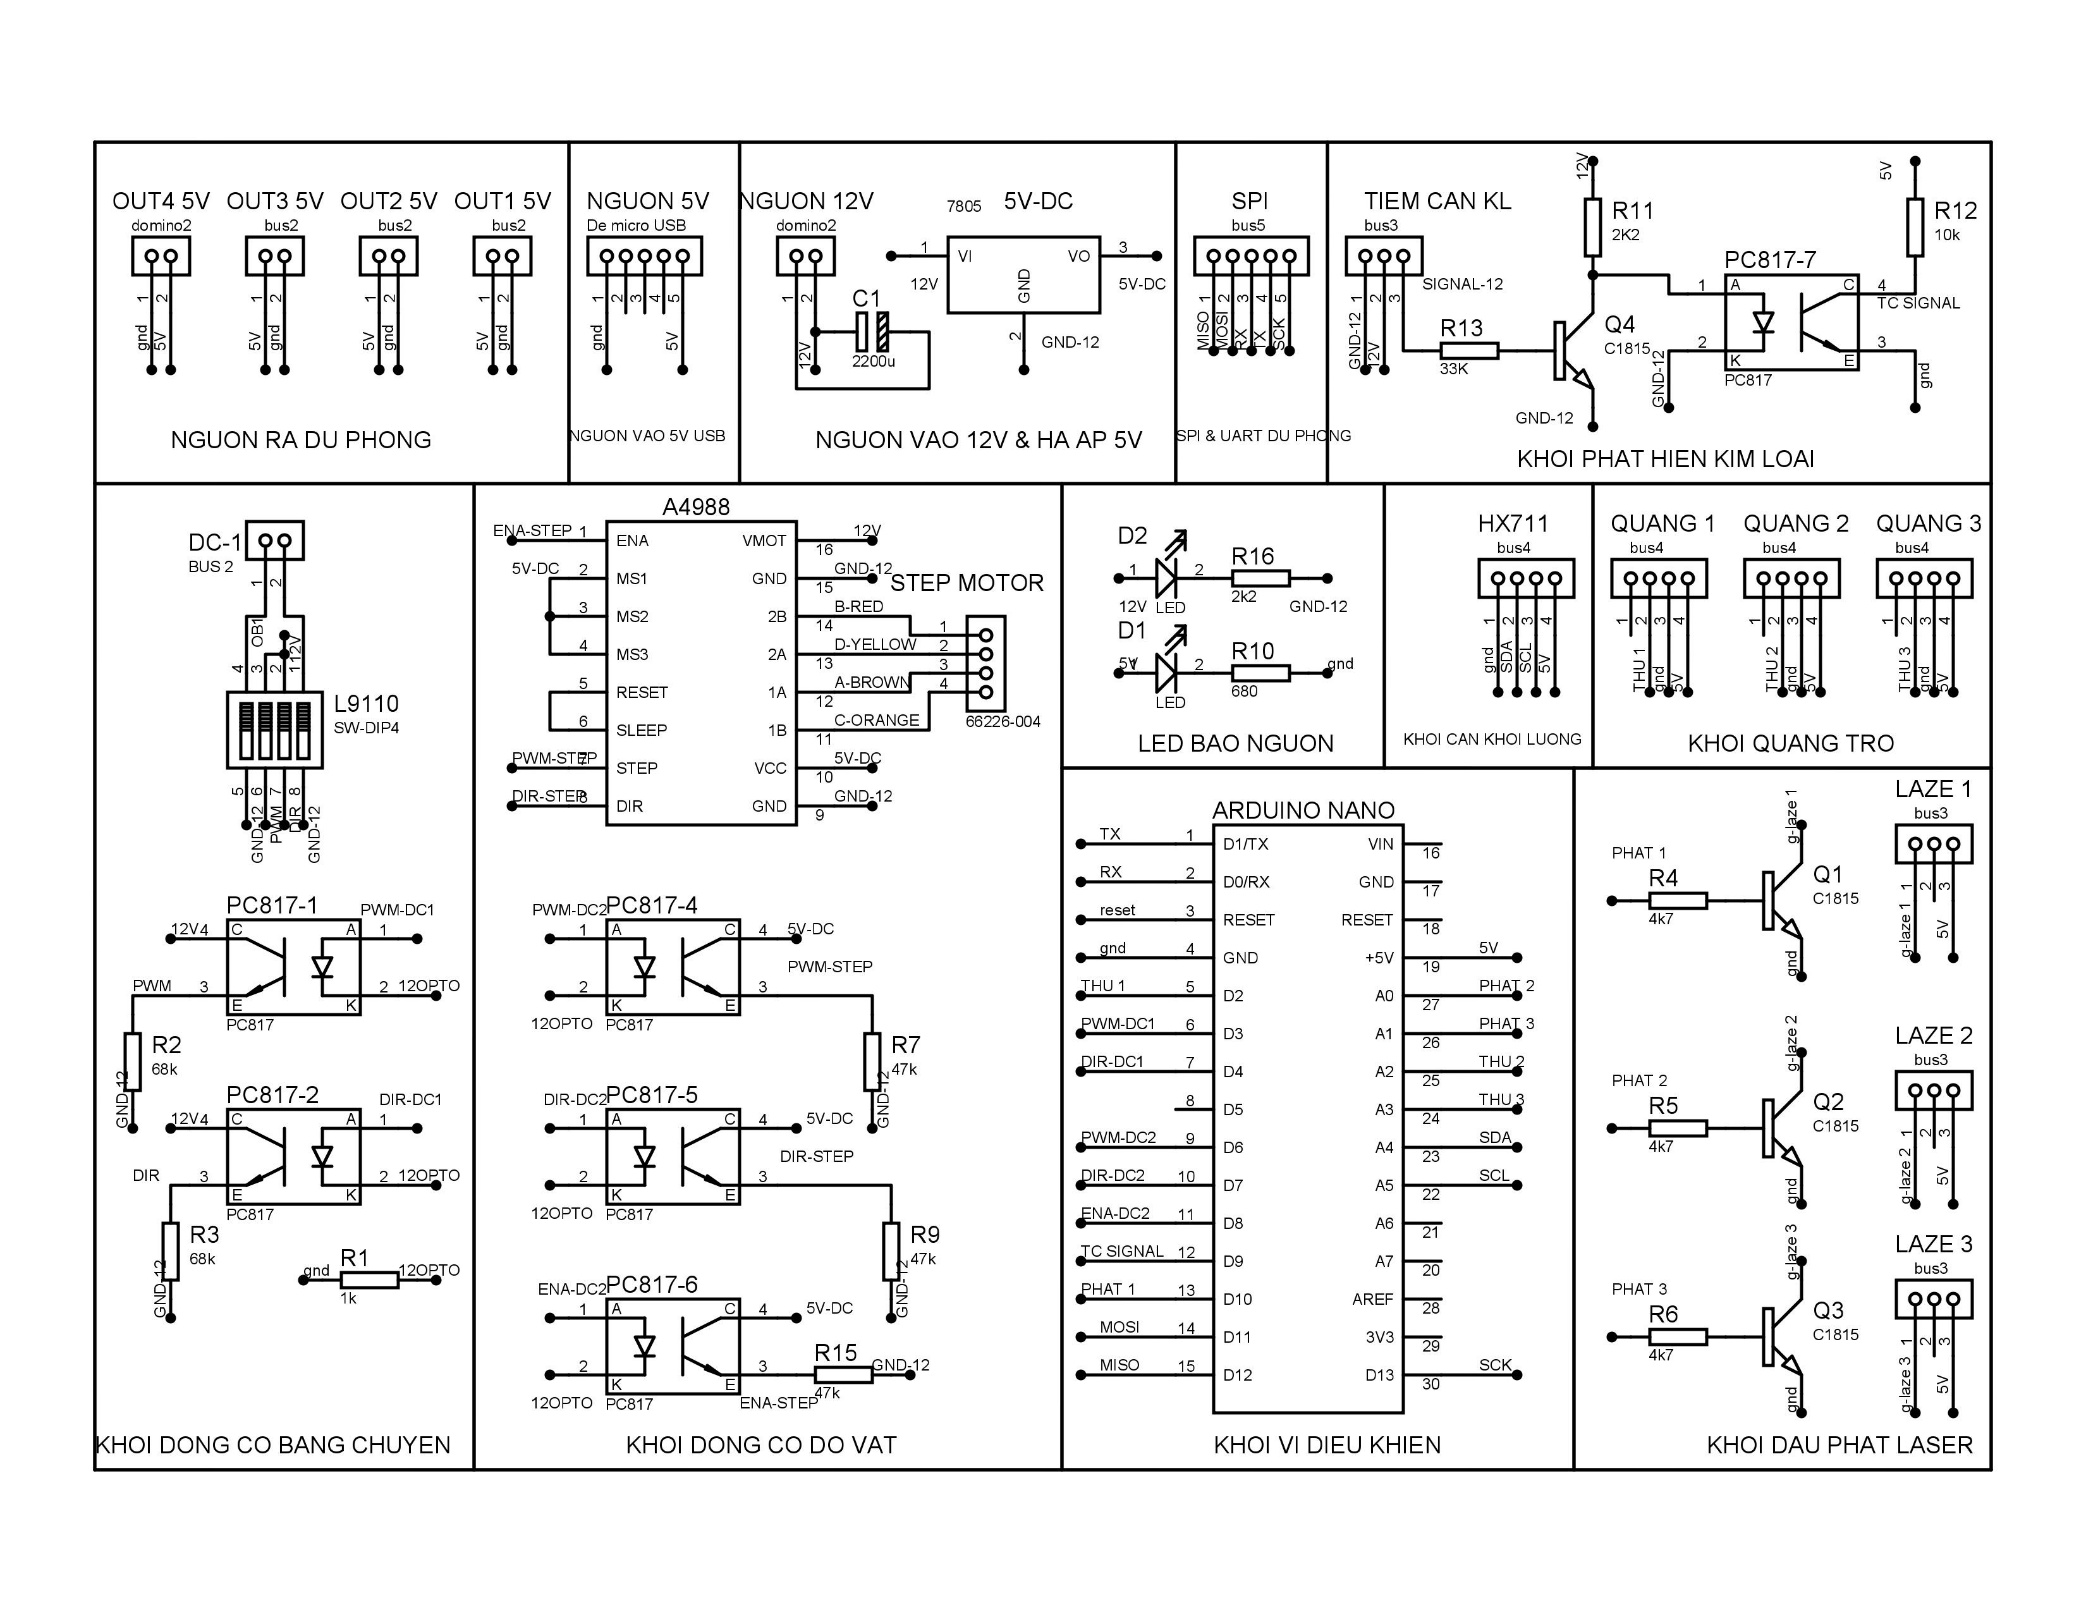 OUT4 5V
domino2
1
2
gnd
5V
OUT3 5V
bus2
1
2
5V
gnd
OUT2 5V
bus2
1
2
5V
gnd
OUT1 5V
bus2
1
2
5V
gnd
NGUON RA DU PHONG
NGUON 5V
De micro USB
1
2
3
4
5
gnd
5V
NGUON VAO 5V USB
NGUON 12V
domino2
1
2
12V
C1
2200u
7805
5V-DC
1
VI
VO
3
GND
2
12V
5V-DC
GND-12
NGUON VAO 12V & HA AP 5V
SPI
bus5
MISO 1
MOSI 2
RX 3
TX 4
SCK 5
SPI & UART DU PHONG
TIEM CAN KL
bus3
1
2
3
GND-12
12V
SIGNAL-12
R13
33K
12V
R11
2K2
Q4
C1815
GND-12
PC817-7
1
A
C
4
2
K
E
3
PC817
GND-12
5V
R12
10k
TC SIGNAL
gnd
KHOI PHAT HIEN KIM LOAI
DC-1
BUS 2
1
2
OB1
12V
4
3
2
1
L9110
SW-DIP4
5
6
7
8
GND-12
PWM
DIR
GND-12
PC817-1
PWM-DC1
12V
4
C
A
1
PWM
3
E
K
2
12OPTO
PC817
R2
68k
GND-12
PC817-2
DIR-DC1
12V
4
C
A
1
DIR
3
E
K
2
12OPTO
PC817
R3
68k
GND-12
R1
gnd
12OPTO
1k
KHOI DONG CO BANG CHUYEN
A4988
ENA-STEP
1
ENA
VMOT
16
12V
5V-DC
2
MS1
GND
15
GND-12
3
MS2
2B
14
B-RED
4
MS3
2A
13
D-YELLOW
5
RESET
1A
12
A-BROWN
6
SLEEP
1B
11
C-ORANGE
PWM-STEP
7
STEP
VCC
10
5V-DC
DIR-STEP
8
DIR
GND
9
GND-12
STEP MOTOR
1
2
3
4
66226-004
PWM-DC2
PC817-4
1
A
C
4
5V-DC
PWM-STEP
2
K
E
3
12OPTO
PC817
R7
47k
GND-12
DIR-DC2
PC817-5
1
A
C
4
5V-DC
DIR-STEP
2
K
E
3
12OPTO
PC817
R9
47k
GND-12
ENA-DC2
PC817-6
1
A
C
4
5V-DC
2
K
E
3
R15
GND-12
47k
12OPTO
PC817
ENA-STEP
KHOI DONG CO DO VAT
D2
1
2
R16
12V
LED
2k2
GND-12
D1
5V
1
2
R10
gnd
LED
680
LED BAO NGUON
HX711
bus4
1
2
3
4
gnd
SDA
SCL
5V
KHOI CAN KHOI LUONG
QUANG 1
bus4
1
2
3
4
THU 1
gnd
5V
QUANG 2
bus4
1
2
3
4
THU 2
gnd
5V
QUANG 3
bus4
1
2
3
4
THU 3
gnd
5V
KHOI QUANG TRO
ARDUINO NANO
TX
1
D1/TX
VIN
16
RX
2
D0/RX
GND
17
reset
3
RESET
RESET
18
gnd
4
GND
+5V
19
5V
THU 1
5
D2
A0
27
PHAT 2
PWM-DC1
6
D3
A1
26
PHAT 3
DIR-DC1
7
D4
A2
25
THU 2
8
D5
A3
24
THU 3
PWM-DC2
9
D6
A4
23
SDA
DIR-DC2
10
D7
A5
22
SCL
ENA-DC2
11
D8
A6
21
TC SIGNAL
12
D9
A7
20
PHAT 1
13
D10
AREF
28
MOSI
14
D11
3V3
29
MISO
15
D12
D13
30
SCK
KHOI VI DIEU KHIEN
PHAT 1
R4
4k7
g-laze 1
Q1
C1815
gnd
LAZE 1
bus3
1
2
3
g-laze 1
5V
PHAT 2
R5
4k7
g-laze 2
Q2
C1815
gnd
LAZE 2
bus3
1
2
3
g-laze 2
5V
PHAT 3
R6
4k7
g-laze 3
Q3
C1815
gnd
LAZE 3
bus3
1
2
3
g-laze 3
5V
KHOI DAU PHAT LASER